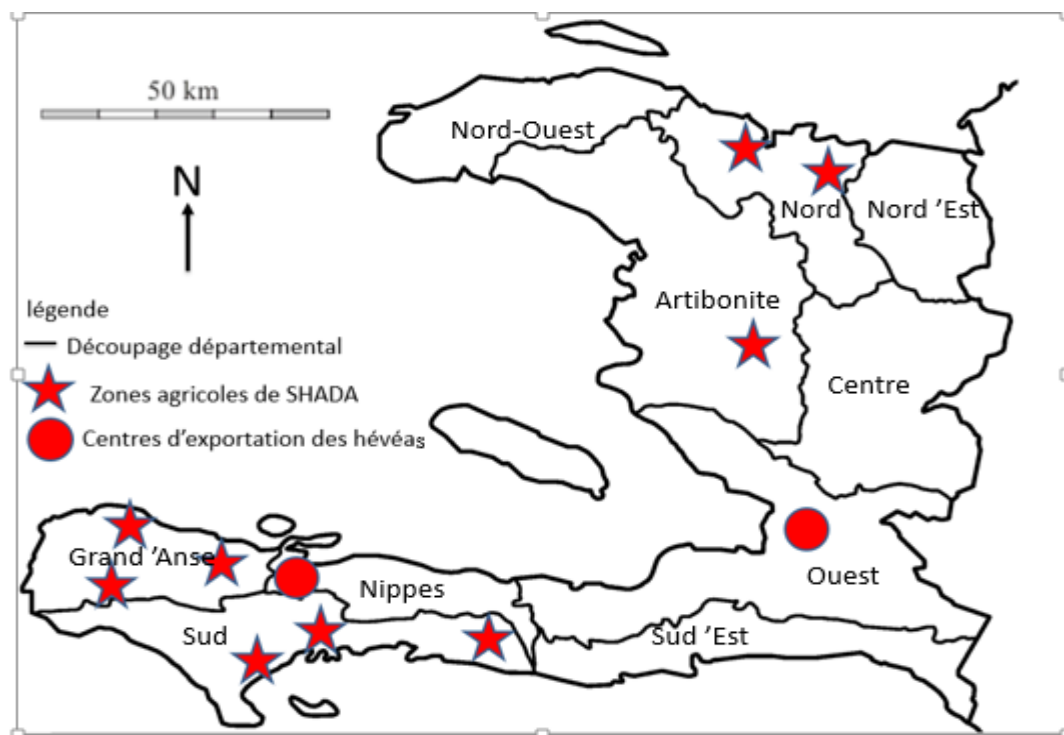 50 km
Nord-Ouest
N
Nord
Nord ’Est
Artibonite
légende
Découpage départemental
Zones agricoles de SHADA
Centre
Centres d’exportation des hévéas
Grand ’Anse
Nippes
Ouest
Sud
Sud ’Est